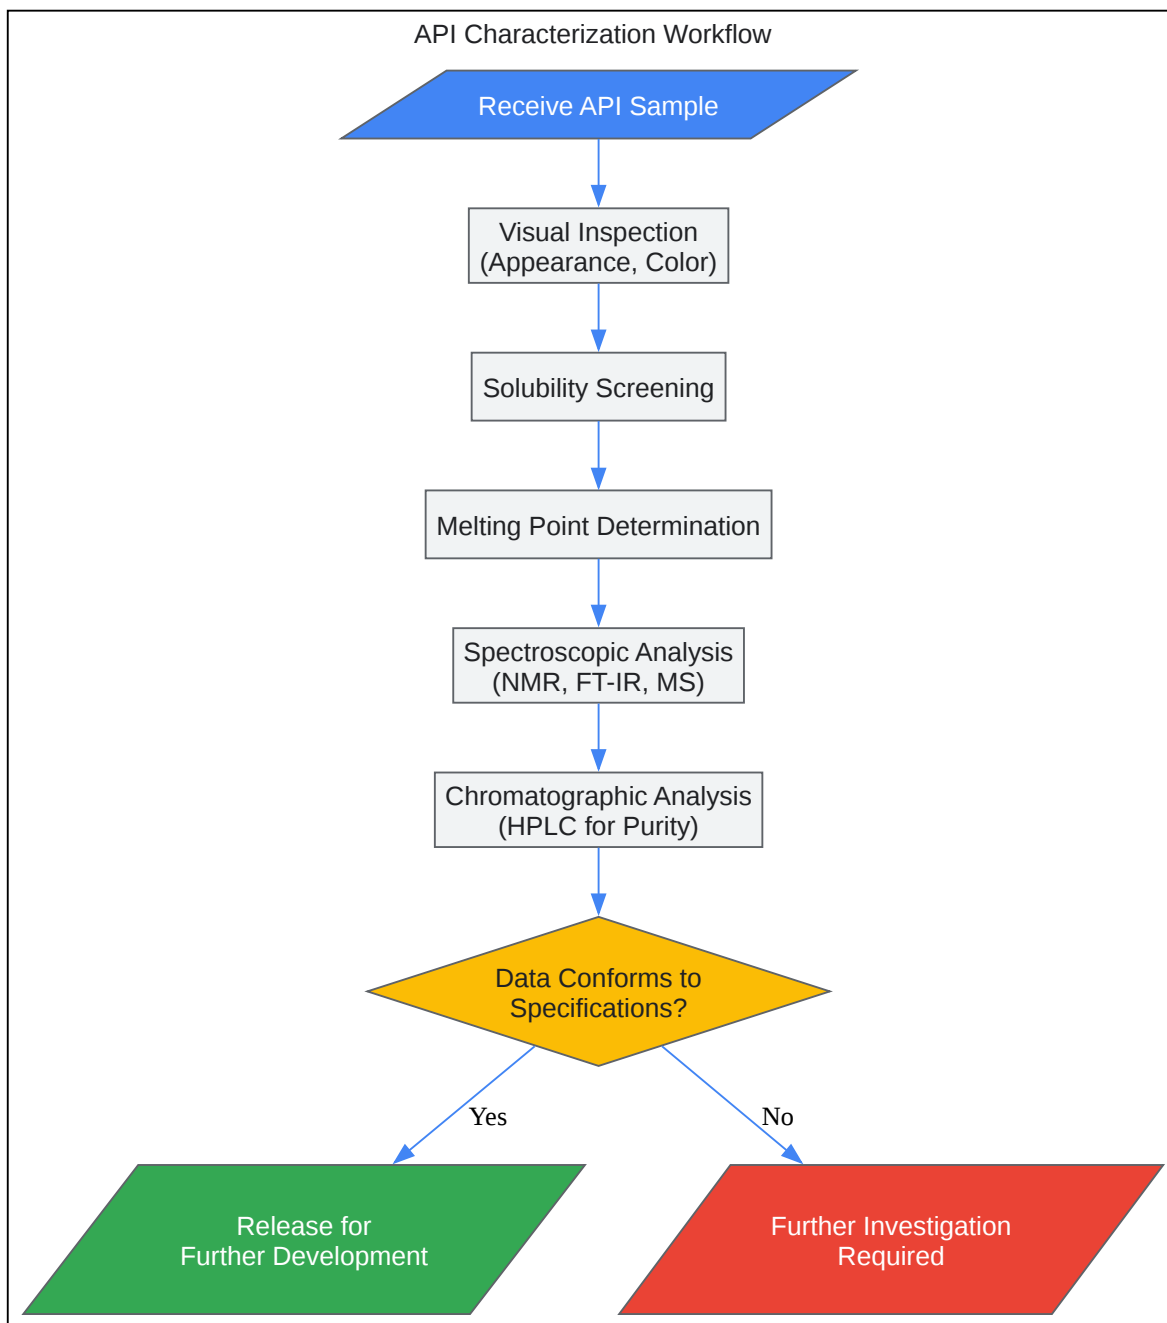 API Characterization Workflow
Receive API Sample
Visual Inspection
(Appearance, Color)
Solubility Screening
Melting Point Determination
Spectroscopic Analysis
(NMR, FT-IR, MS)
Chromatographic Analysis
(HPLC for Purity)
Data Conforms to
Specifications?
Yes
No
Release for
Further Development
Further Investigation
Required